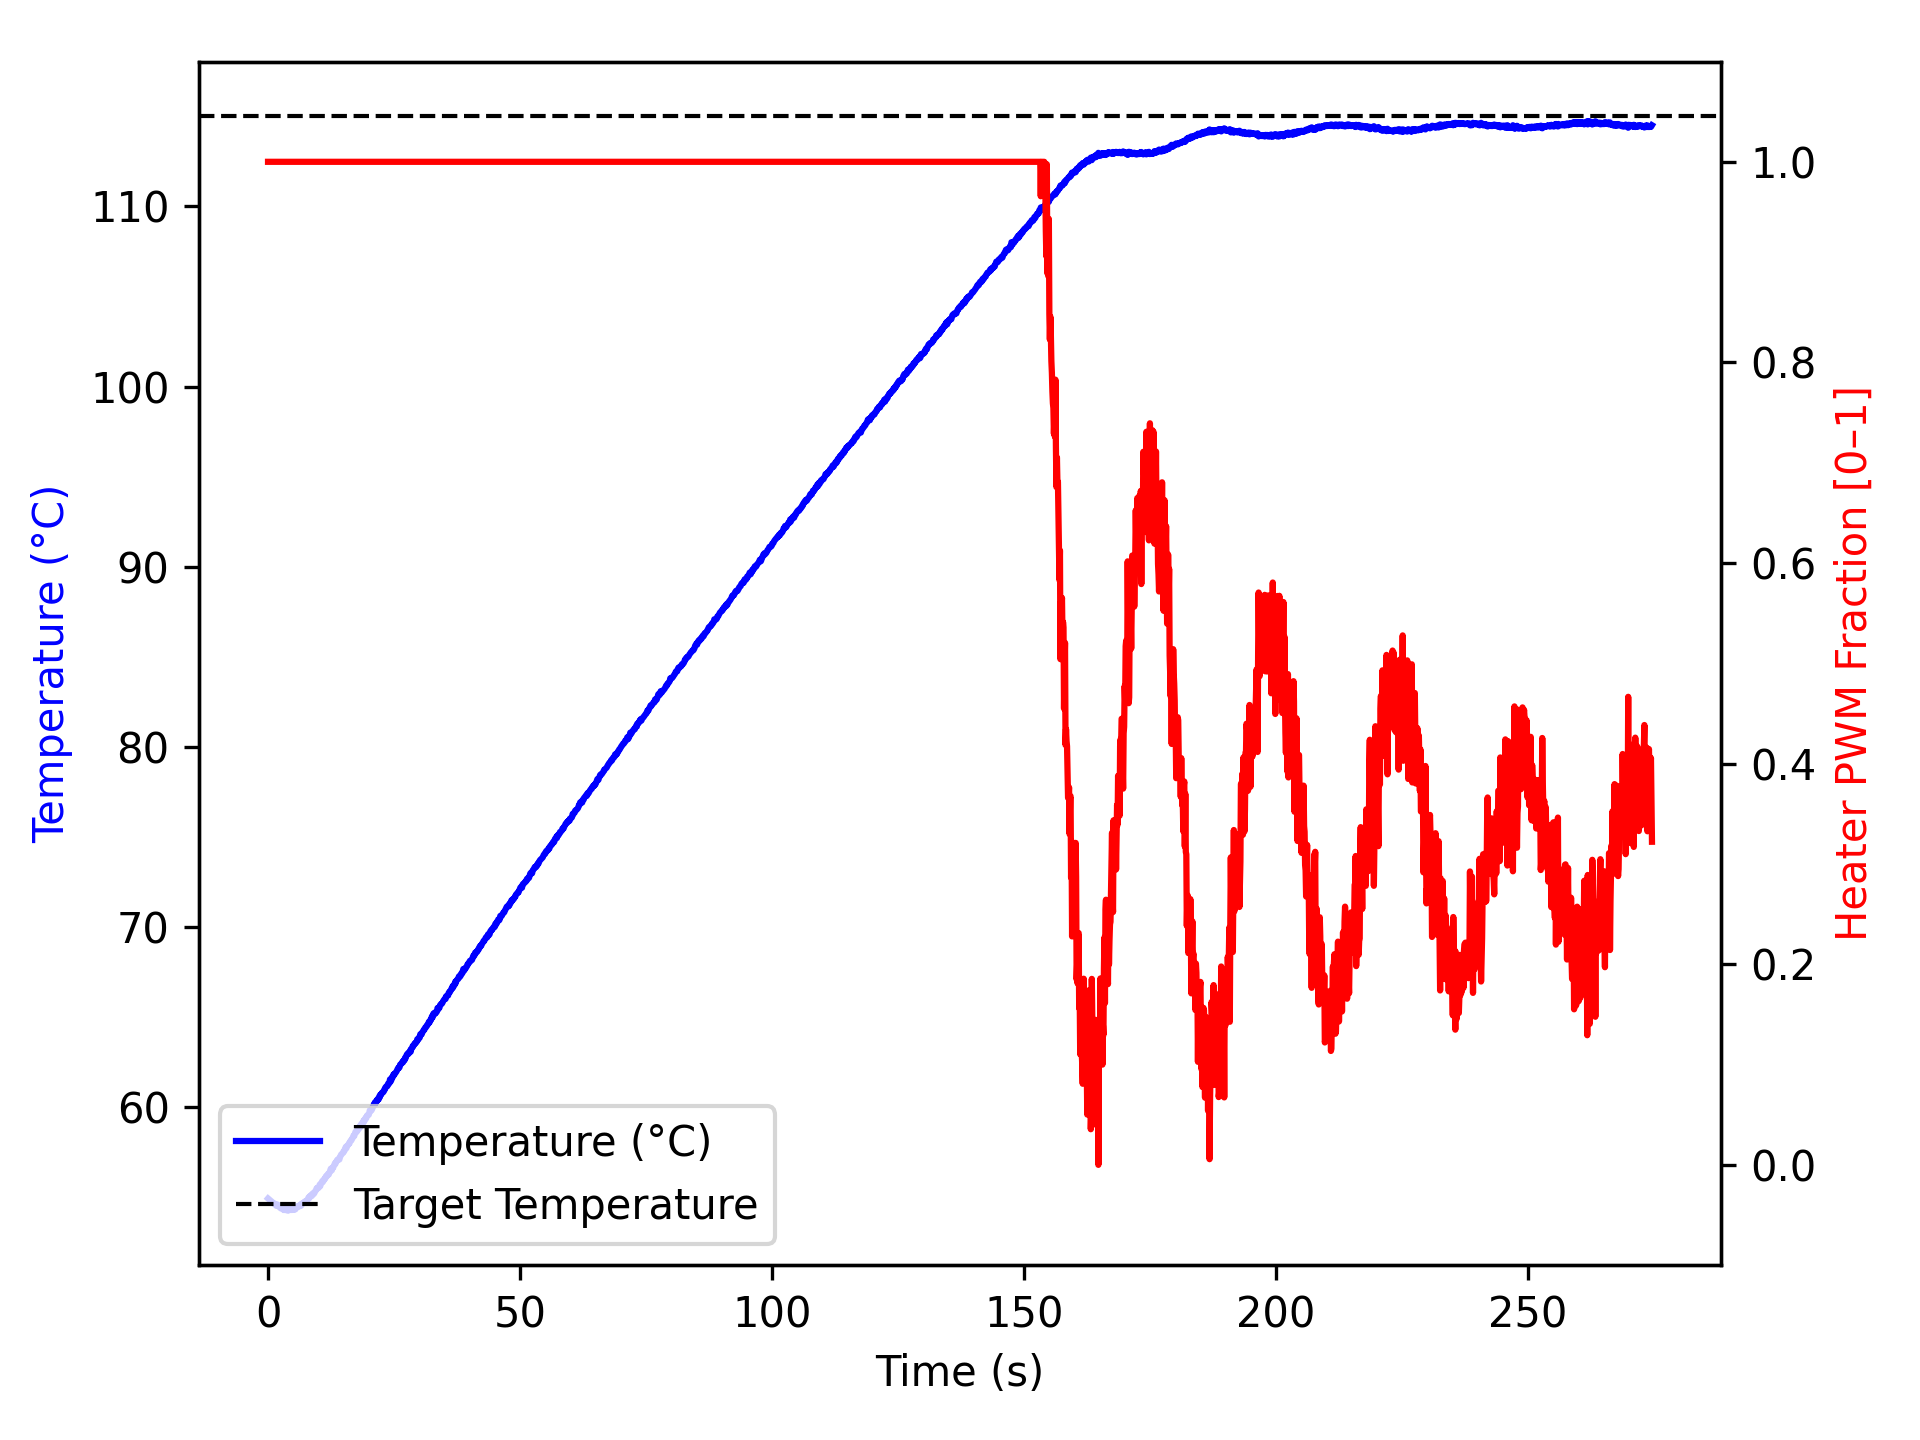 110
100
90
80
70
60
Temperature (°C)
1.0
0.8
0.6
0.4
0.2
0.0
Heater PWM Fraction [0–1]
Temperature (°C)
Target Temperature
0 50 100 150 200 250
Time (s)